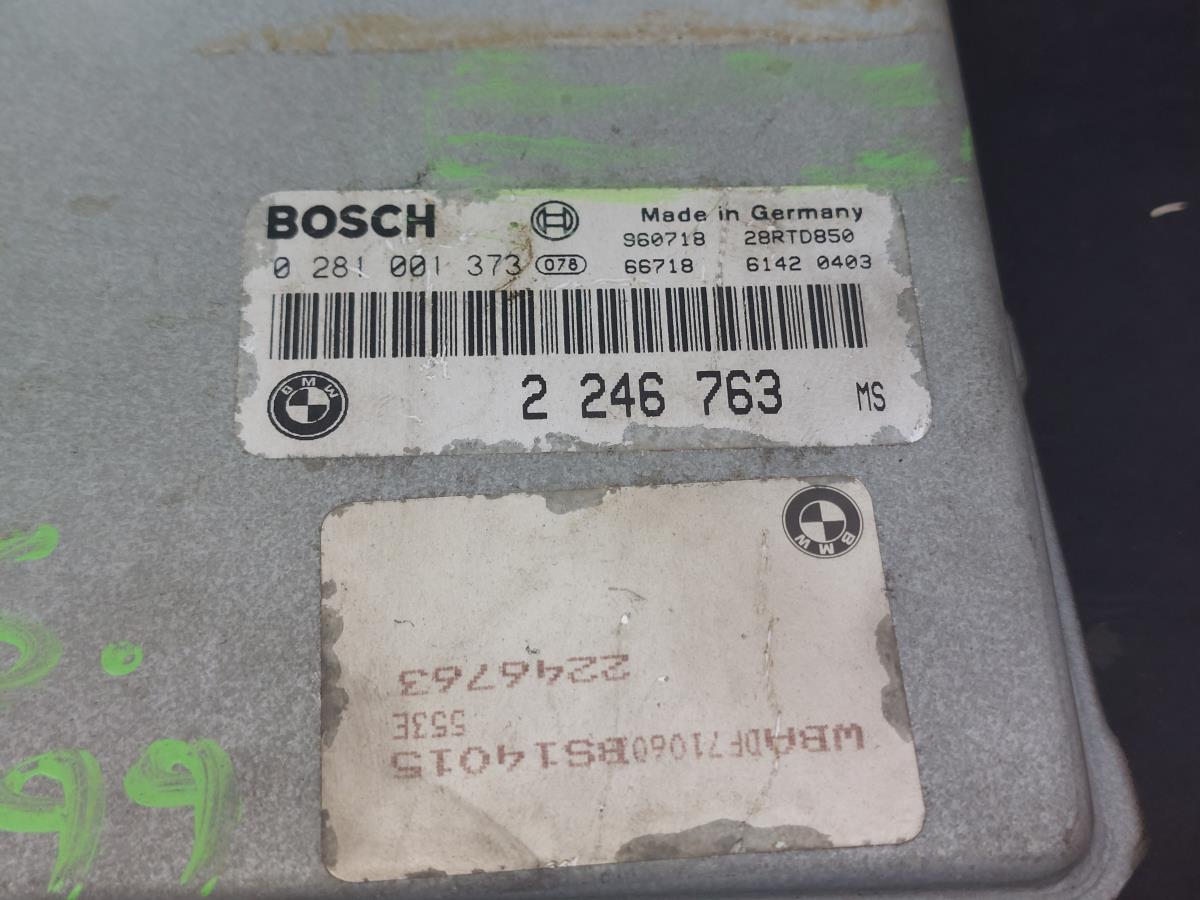 BOSCH
Made in Germany
960718 28RTD850
0 281 001 373 078 66718 6142 0403
BMW
2 246 763 MS
BMW
2246763
553E
WBADF71060BS14015